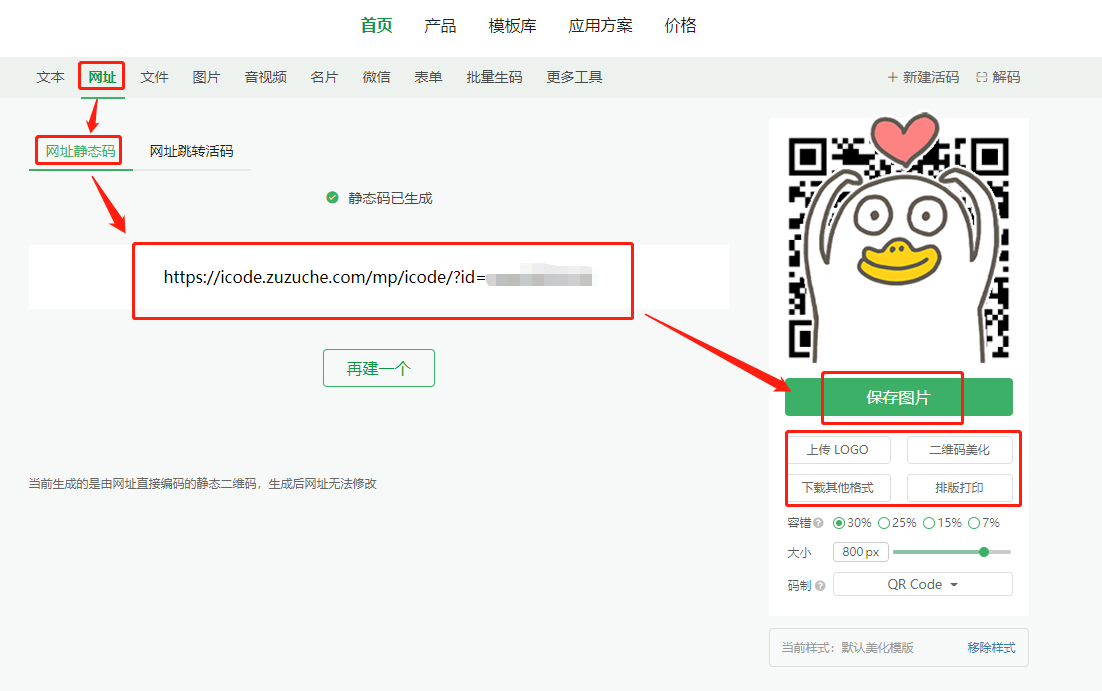 首页 产品 模板库 应用方案 价格
文本 网址 文件 图片 音视频 名片 微信 表单 批量生码 更多工具 + 新建活码 解码
网址静态码 网址跳转活码
静态码已生成
https://icode.zuzuche.com/mp/icode/?id=
再建一个
当前生成的是由网址直接编码的静态二维码，生成后网址无法修改
保存图片
上传 LOGO 二维码美化
下载其他格式 排版打印
容错 ? 30% 25% 15% 7%
大小 800 px
码制 ? QR Code
当前样式：默认美化模版 移除样式